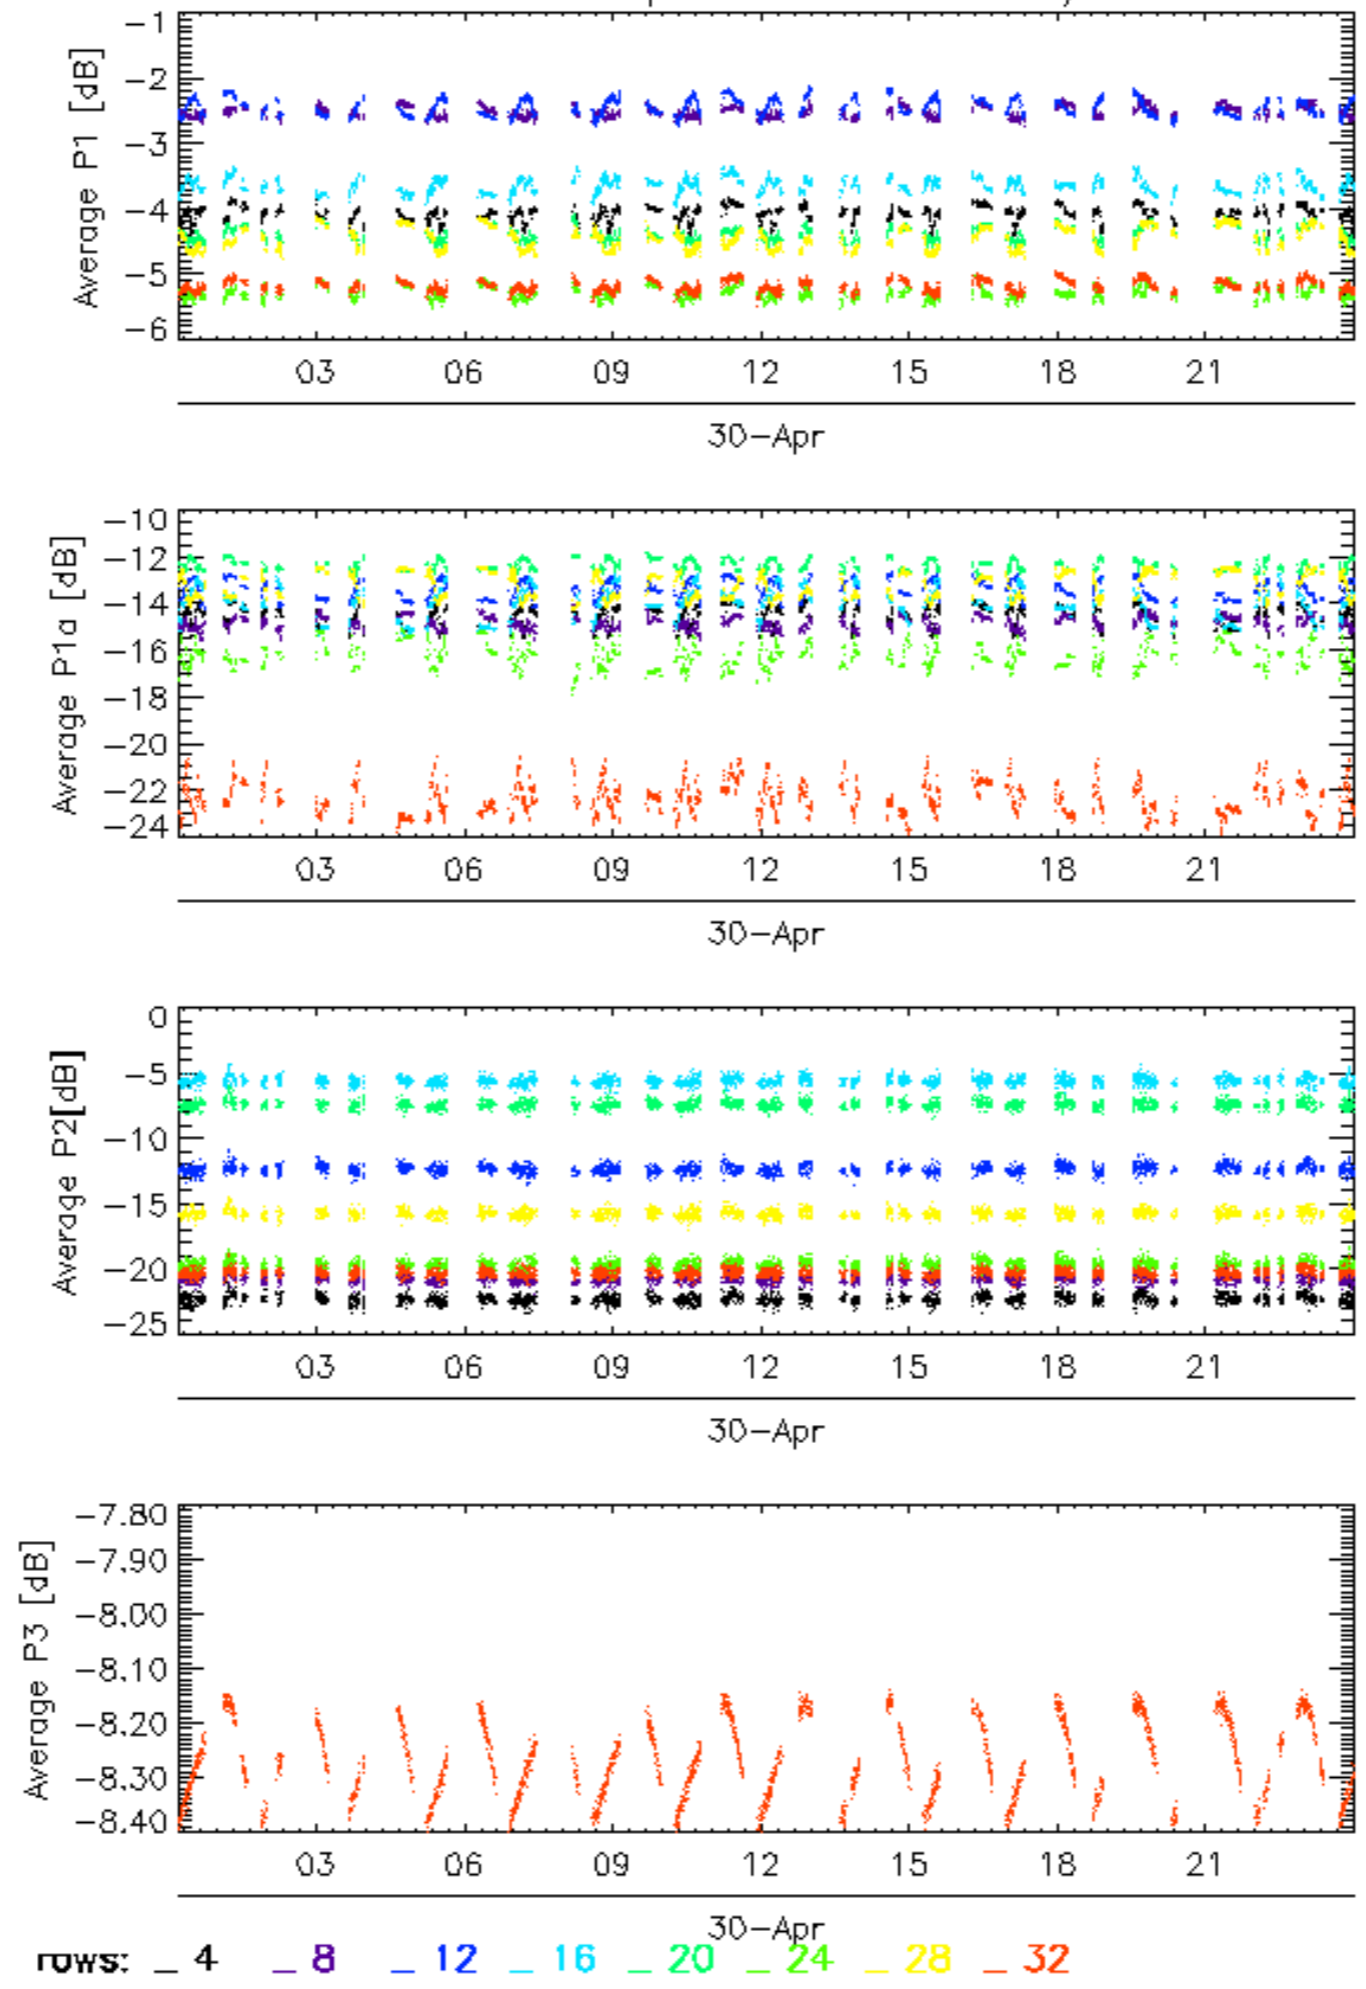 −1
−2
−3
−4
−5
−6
Average P1 [dB]
03 06 09 12 15 18 21
30−Apr
−10
−12
−14
−16
−18
−20
−22
−24
Average P1a [dB]
03 06 09 12 15 18 21
30−Apr
0
−5
−10
−15
−20
−25
Average P2[dB]
03 06 09 12 15 18 21
30−Apr
−7.80
−7.90
−8.00
−8.10
−8.20
−8.30
−8.40
Average P3 [dB]
03 06 09 12 15 18 21
30−Apr
rows: _ 4 _ 8 _ 12 _ 16 _ 20 _ 24 _ 28 _ 32